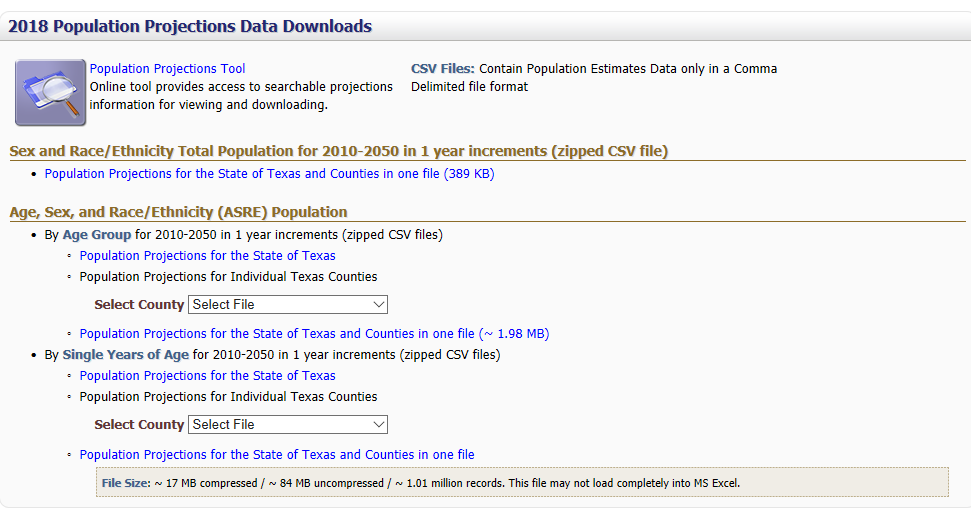 2018 Population Projections Data Downloads
Population Projections Tool
Online tool provides access to searchable projections
information for viewing and downloading.
CSV Files: Contain Population Estimates Data only in a Comma
Delimited file format
Sex and Race/Ethnicity Total Population for 2010-2050 in 1 year increments (zipped CSV file)
• Population Projections for the State of Texas and Counties in one file (389 KB)
Age, Sex, and Race/Ethnicity (ASRE) Population
• By Age Group for 2010-2050 in 1 year increments (zipped CSV files)
◦ Population Projections for the State of Texas
◦ Population Projections for Individual Texas Counties
Select County Select File
◦ Population Projections for the State of Texas and Counties in one file (~ 1.98 MB)
• By Single Years of Age for 2010-2050 in 1 year increments (zipped CSV files)
◦ Population Projections for the State of Texas
◦ Population Projections for Individual Texas Counties
Select County Select File
◦ Population Projections for the State of Texas and Counties in one file
File Size: ~ 17 MB compressed / ~ 84 MB uncompressed / ~ 1.01 million records. This file may not load completely into MS Excel.